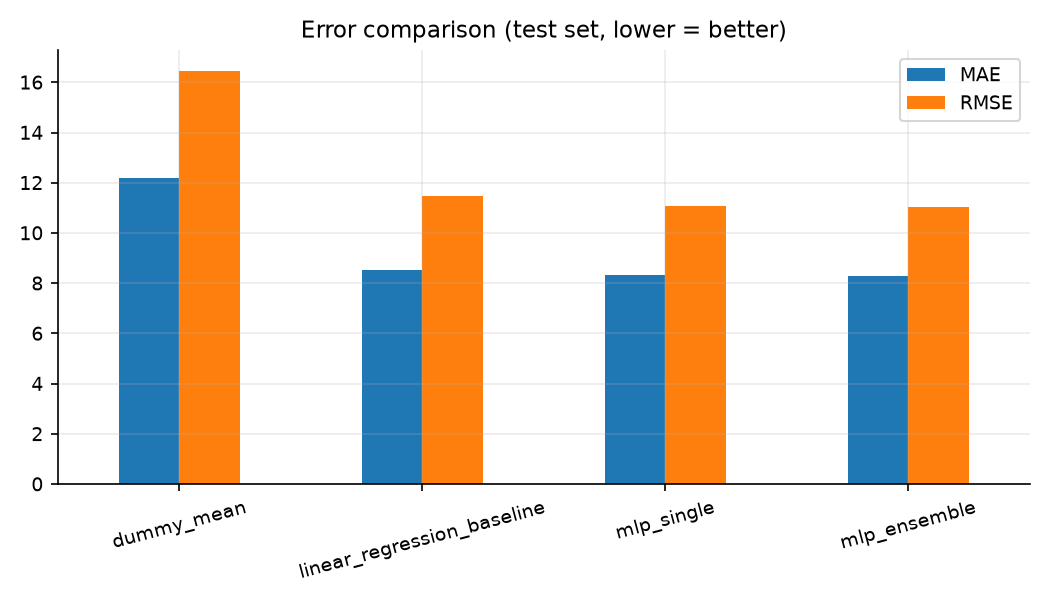 Error comparison (test set, lower = better)
MAE
RMSE
16
14
12
10
8
6
4
2
0
dummy_mean
linear_regression_baseline
mlp_single
mlp_ensemble